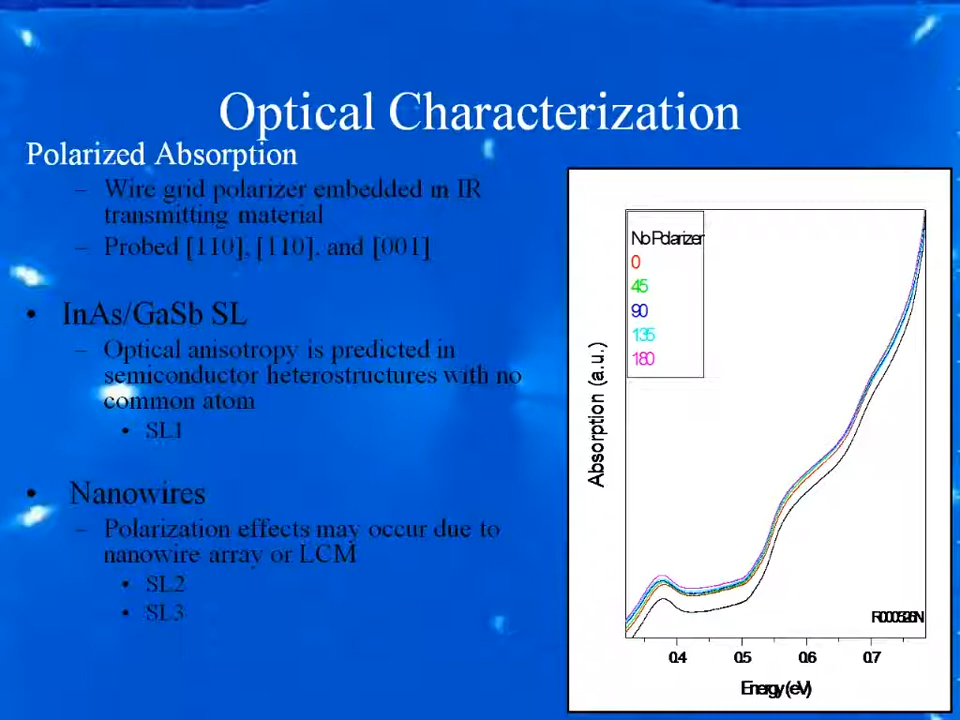 Optical Characterization
Polarized Absorption
– Wire grid polarizer embedded in IR
transmitting material
– Probed [110], [110], and [001]
• InAs/GaSb SL
– Optical anisotropy is predicted in
semiconductor heterostructures with no
common atom
• SL1
• Nanowires
– Polarization effects may occur due to
nanowire array or LCM
• SL2
• SL3
No Polarizer
0
45
90
135
180
Absorption (a.u.)
0.4 0.5 0.6 0.7
Energy (eV)